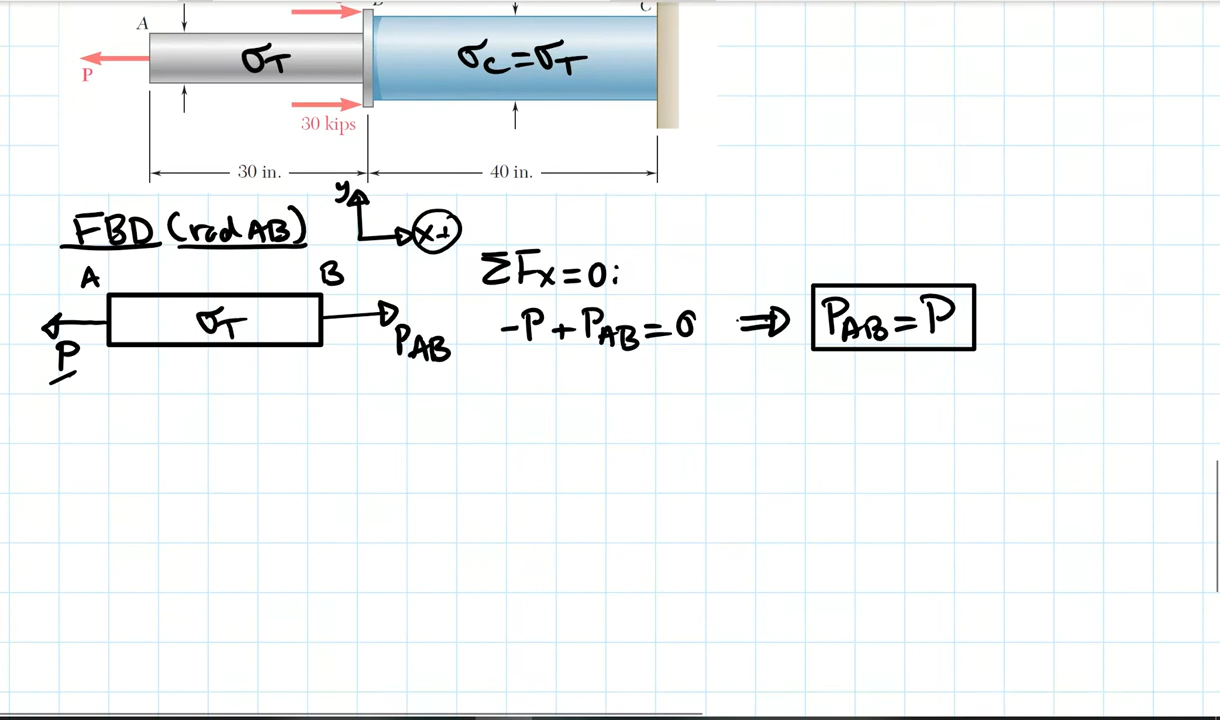 A
C
P
σT
σC=σT
30 kips
30 in.
40 in.
FBD (rod AB)
y
x+
A
B
ΣFx=0;
σT
P
PAB
-P+PAB=0 ⇒ PAB=P